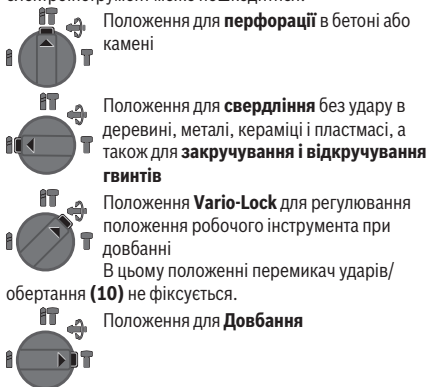 Положення для перфорації в бетоні або
камені
Положення для свердління без удару в
деревині, металі, кераміці і пластмасі, а
також для закручування і відкручування
гвинтів
Положення Vario-Lock для регулювання
положення робочого інструмента при
довбанні
В цьому положенні перемикач ударів/
обертання (10) не фіксується.
Положення для Довбання